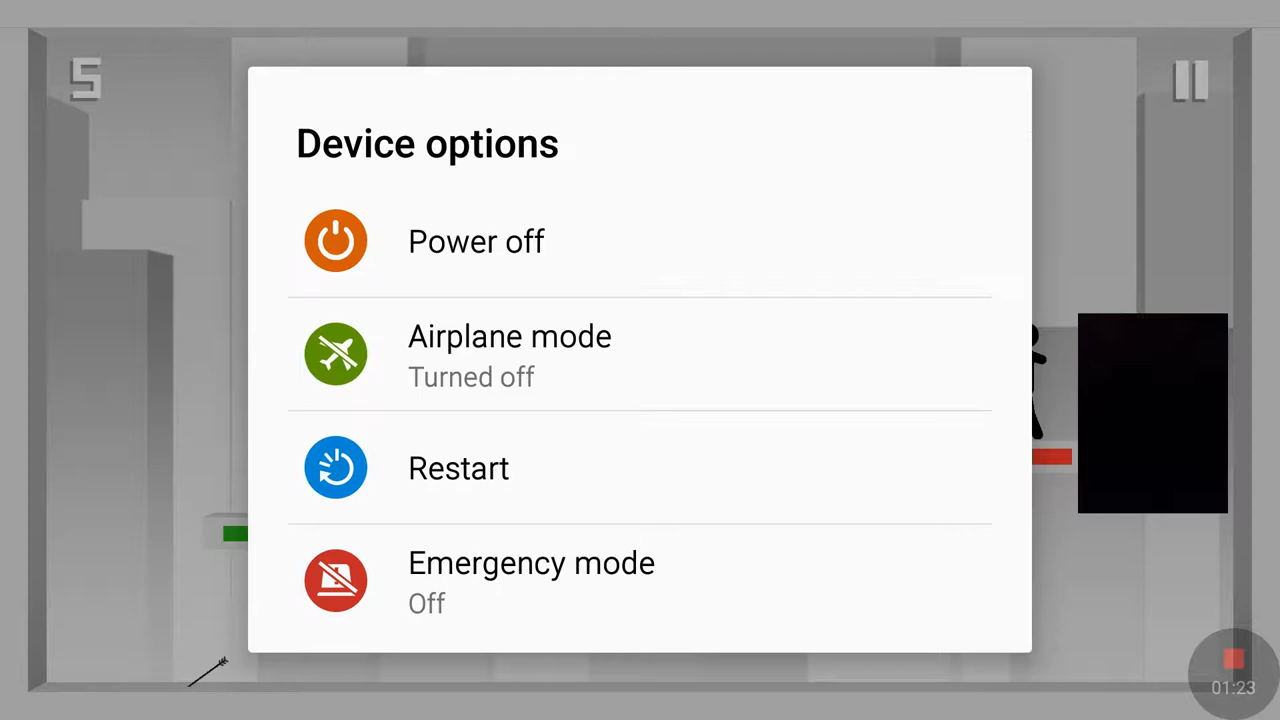 5
Device options
Power off
Airplane mode
Turned off
Restart
Emergency mode
Off
01:23